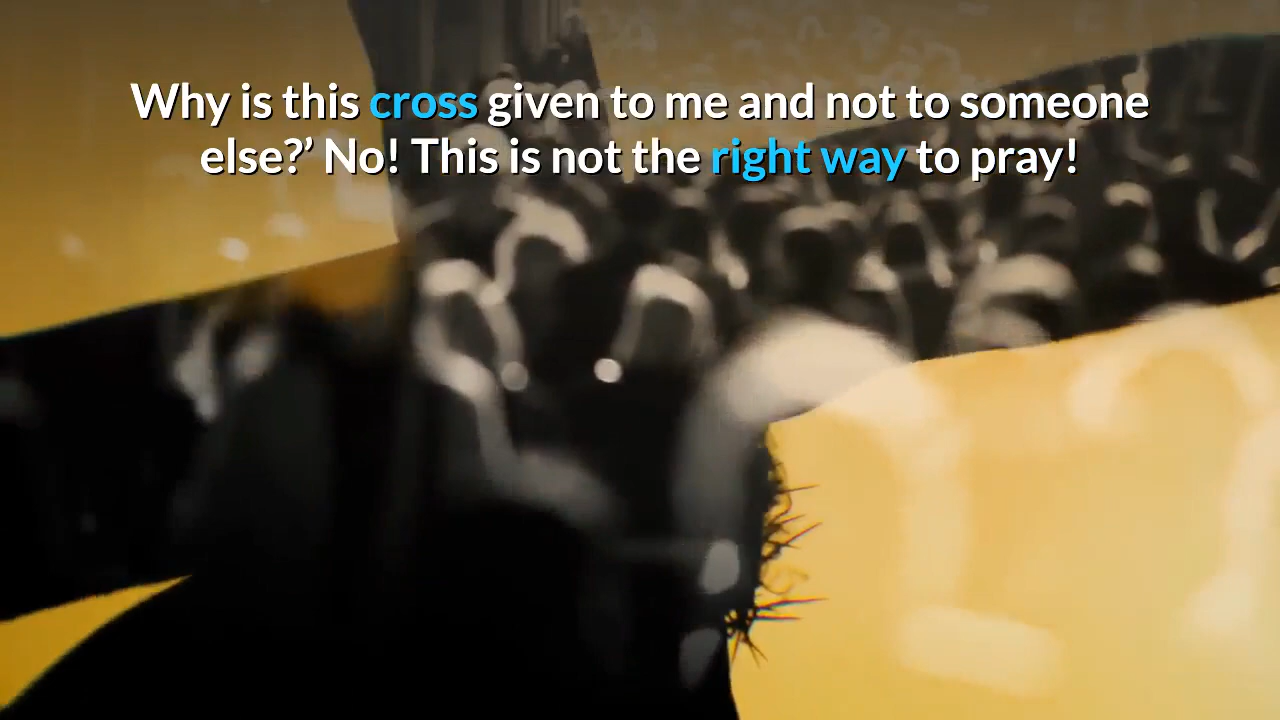 Why is this cross given to me and not to someone
else?’ No! This is not the right way to pray!